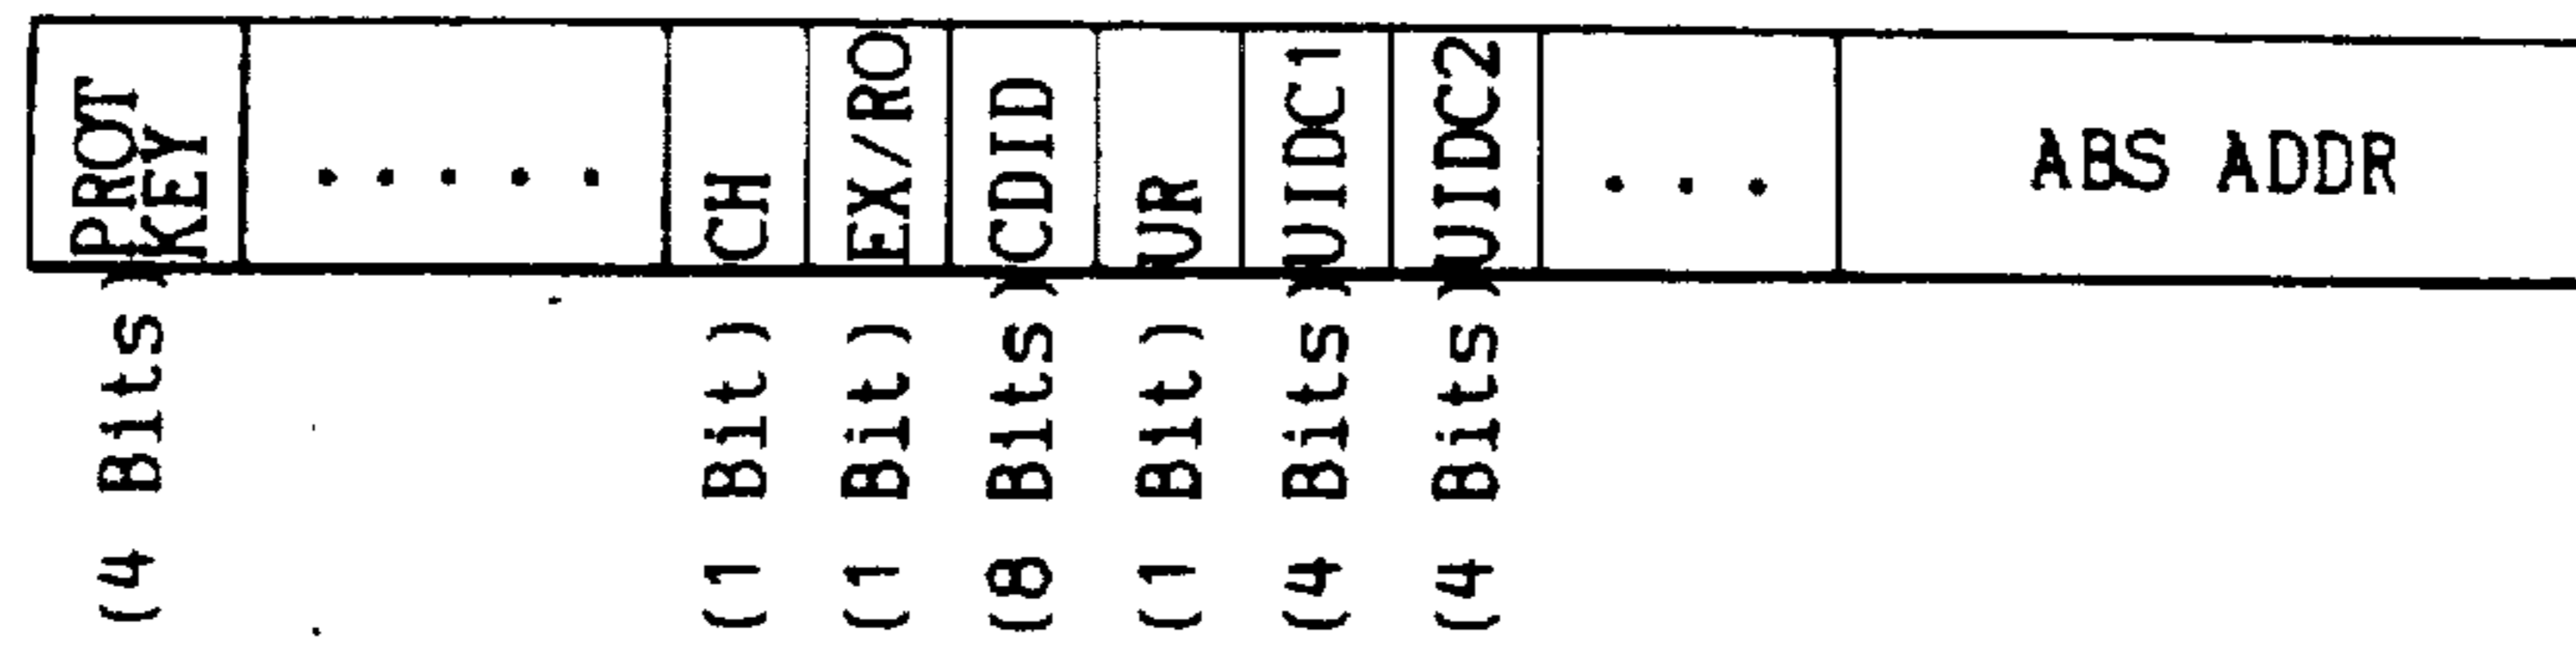 PROT
KEY
(4 Bits)
. . . . .
CH
(1 Bit)
EX/RO
(1 Bit)
CDID
(8 Bits)
UR
(1 Bit)
UIDC1
(4 Bits)
UIDC2
(4 Bits)
. . .
ABS ADDR